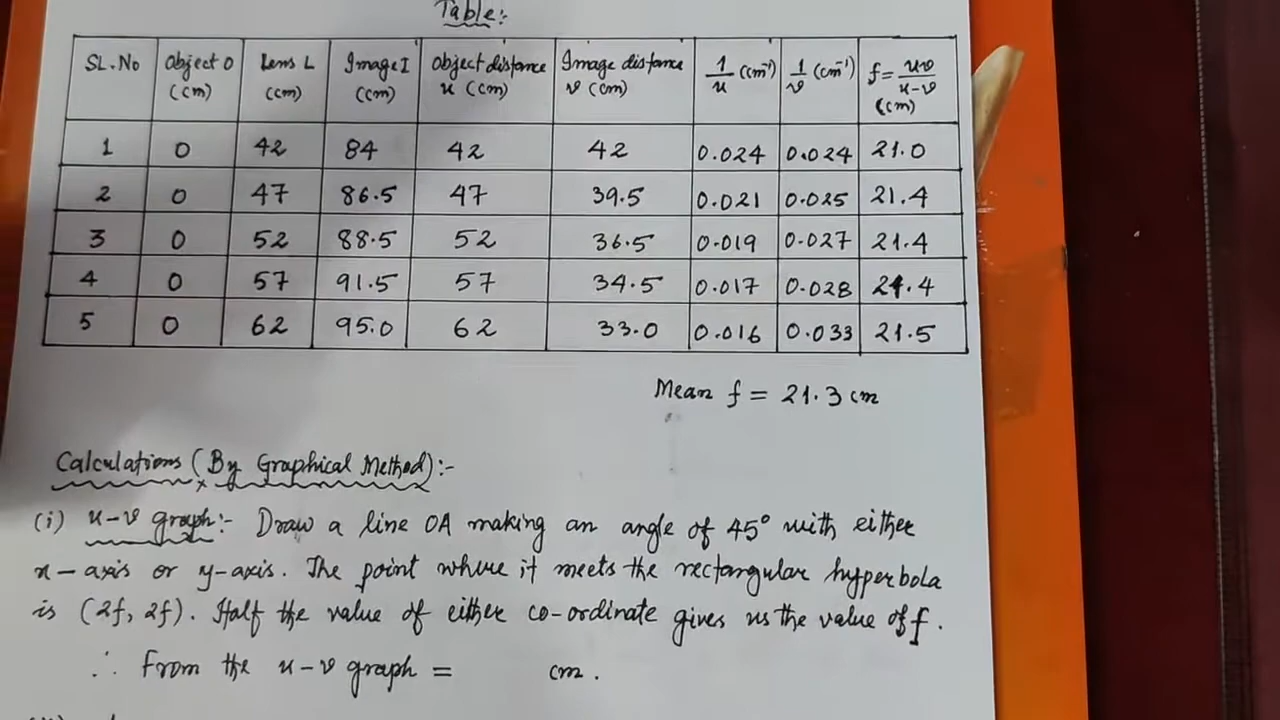 Table:-
SL.No Object O (cm) Lens L (cm) Image I (cm) Object distance u (cm) Image distance v (cm) 1/u (cm⁻¹) 1/v (cm⁻¹) f = uv/u-v (cm)
1 0 42 84 42 42 0.024 0.024 21.0
2 0 47 86.5 47 39.5 0.021 0.025 21.4
3 0 52 88.5 52 36.5 0.019 0.027 21.4
4 0 57 91.5 57 34.5 0.017 0.028 21.4
5 0 62 95.0 62 33.0 0.016 0.033 21.5
Mean f = 21.3 cm
Calculations (By Graphical Method):-
(i) u-v graph:- Draw a line OA making an angle of 45° with either
x-axis or y-axis. The point where it meets the rectangular hyperbola
is (2f, 2f). Half the value of either co-ordinate gives us the value of f.
∴ From the u-v graph = cm.